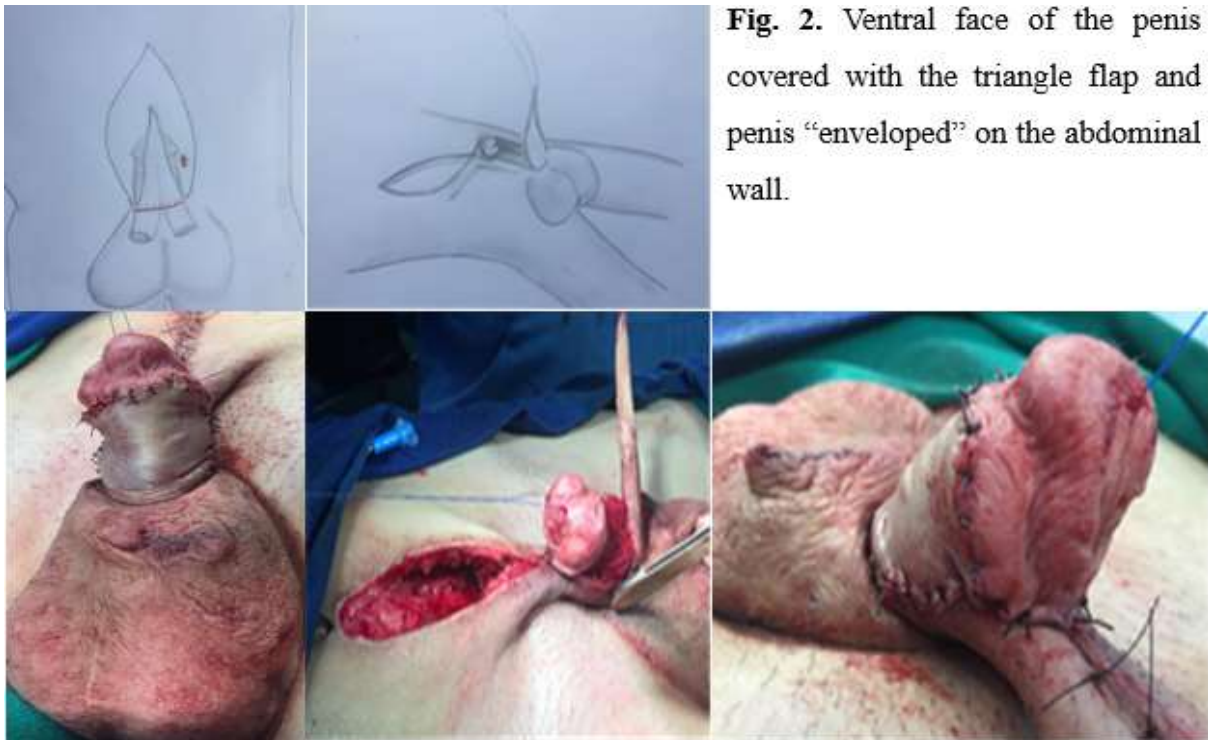 Fig. 2. Ventral face of the penis
covered with the triangle flap and
penis “enveloped” on the abdominal
wall.